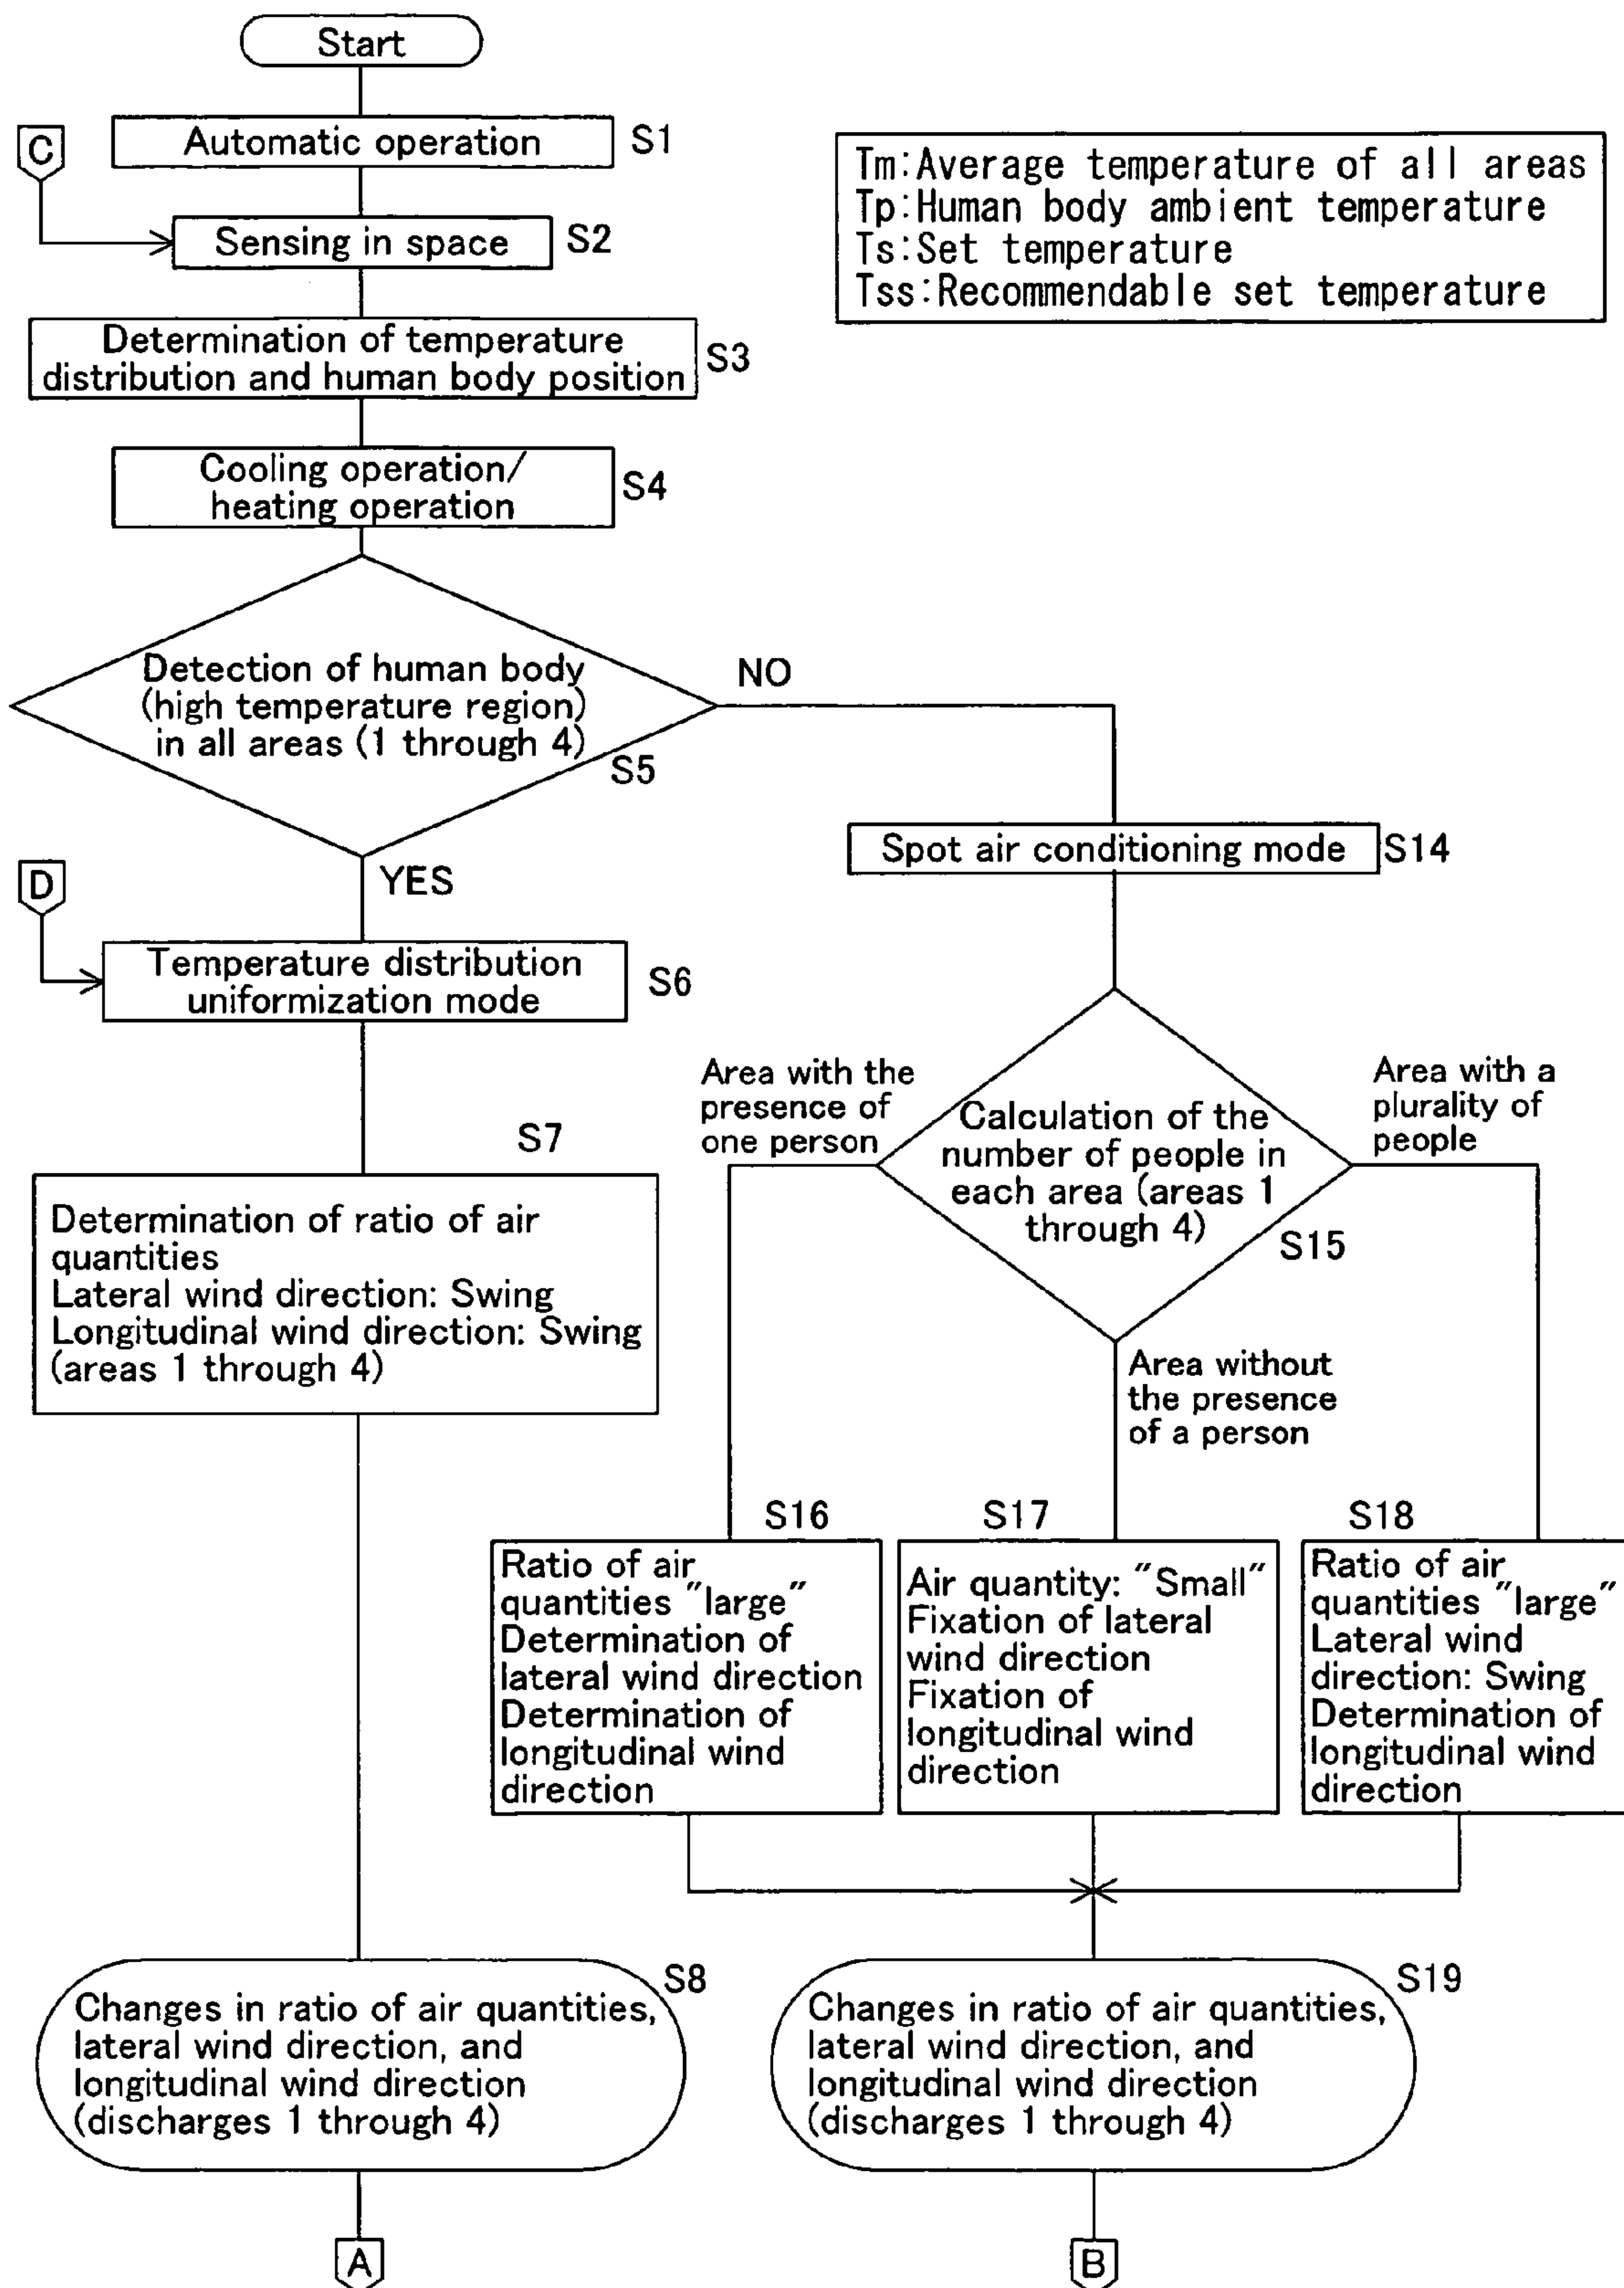 Start
Automatic operation
S1
C
Sensing in space
S2
Tm:Average temperature of all areas
Tp:Human body ambient temperature
Ts:Set temperature
Tss:Recommendable set temperature
Determination of temperature
distribution and human body position
S3
Cooling operation/
heating operation
S4
Detection of human body
(high temperature region)
in all areas (1 through 4)
S5
NO
YES
Spot air conditioning mode
S14
D
Temperature distribution
uniformization mode
S6
S7
Determination of ratio of air
quantities
Lateral wind direction: Swing
Longitudinal wind direction: Swing
(areas 1 through 4)
Area with the
presence of
one person
Calculation of the
number of people in
each area (areas 1
through 4)
S15
Area with a
plurality of
people
Area without
the presence
of a person
S16
Ratio of air
quantities "large"
Determination of
lateral wind direction
Determination of
longitudinal wind
direction
S17
Air quantity: "Small"
Fixation of lateral
wind direction
Fixation of
longitudinal wind
direction
S18
Ratio of air
quantities "large"
Lateral wind
direction: Swing
Determination of
longitudinal wind
direction
S8
Changes in ratio of air quantities,
lateral wind direction, and
longitudinal wind direction
(discharges 1 through 4)
S19
Changes in ratio of air quantities,
lateral wind direction, and
longitudinal wind direction
(discharges 1 through 4)
A
B